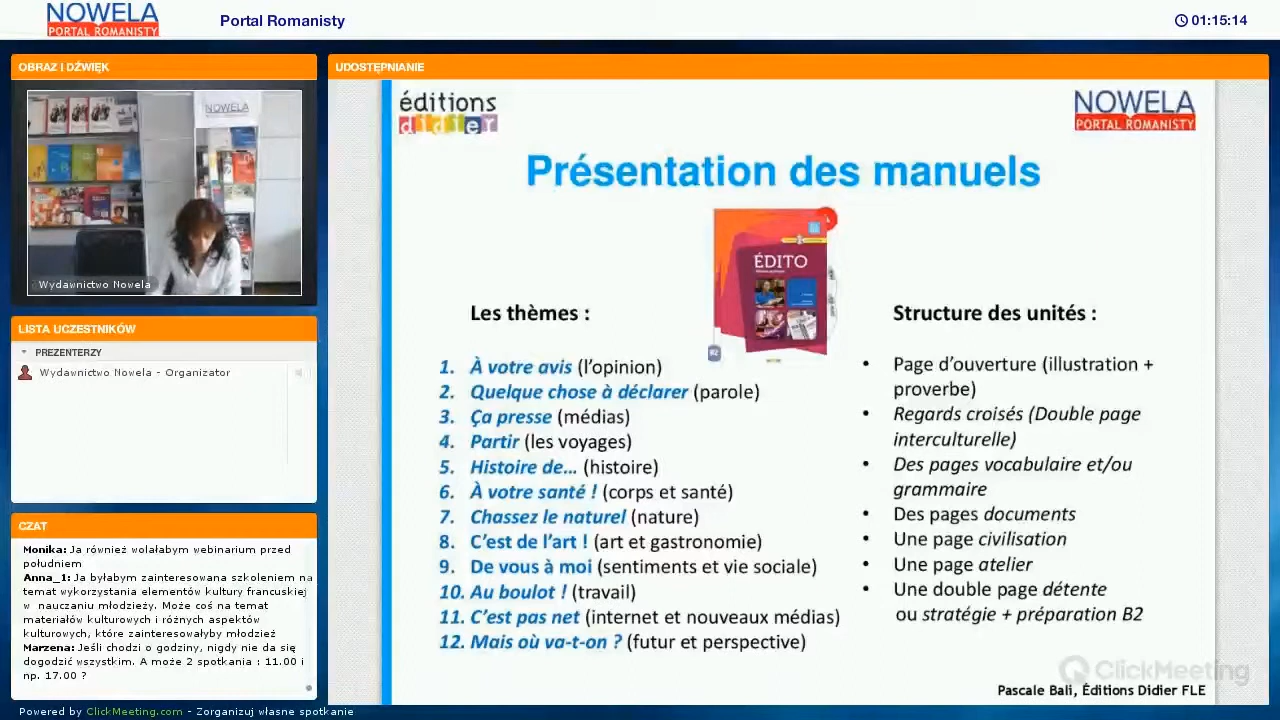 NOWELA
PORTAL ROMANISTY
Portal Romanisty
01:15:14
OBRAZ I DŹWIĘK
NOWELA
Wydawnictwo Nowela
LISTA UCZESTNIKÓW
PREZENTERZY
Wydawnictwo Nowela - Organizator
CZAT
Monika: Ja również wolałabym webinarium przed
południem
Anna_1: Ja byłabym zainteresowana szkoleniem na
temat wykorzystania elementów kultury francuskiej
w nauczaniu młodzieży. Może coś na temat
materiałów kulturowych i różnych aspektów
kulturowych, które zainteresowałyby młodzież
Marzena: Jeśli chodzi o godziny, nigdy nie da się
dogodzić wszystkim. A może 2 spotkania : 11.00 i
np. 17.00 ?
UDOSTĘPNIANIE
éditions
didier
NOWELA
PORTAL ROMANISTY
Présentation des manuels
ÉDITO
B2
Les thèmes :
1. À votre avis (l’opinion)
2. Quelque chose à déclarer (parole)
3. Ça presse (médias)
4. Partir (les voyages)
5. Histoire de… (histoire)
6. À votre santé ! (corps et santé)
7. Chassez le naturel (nature)
8. C’est de l’art ! (art et gastronomie)
9. De vous à moi (sentiments et vie sociale)
10. Au boulot ! (travail)
11. C’est pas net (internet et nouveaux médias)
12. Mais où va-t-on ? (futur et perspective)
Structure des unités :
• Page d’ouverture (illustration +
proverbe)
• Regards croisés (Double page
interculturelle)
• Des pages vocabulaire et/ou
grammaire
• Des pages documents
• Une page civilisation
• Une page atelier
• Une double page détente
ou stratégie + préparation B2
ClickMeeting
Pascale Bali, Éditions Didier FLE
Powered by ClickMeeting.com - Zorganizuj własne spotkanie